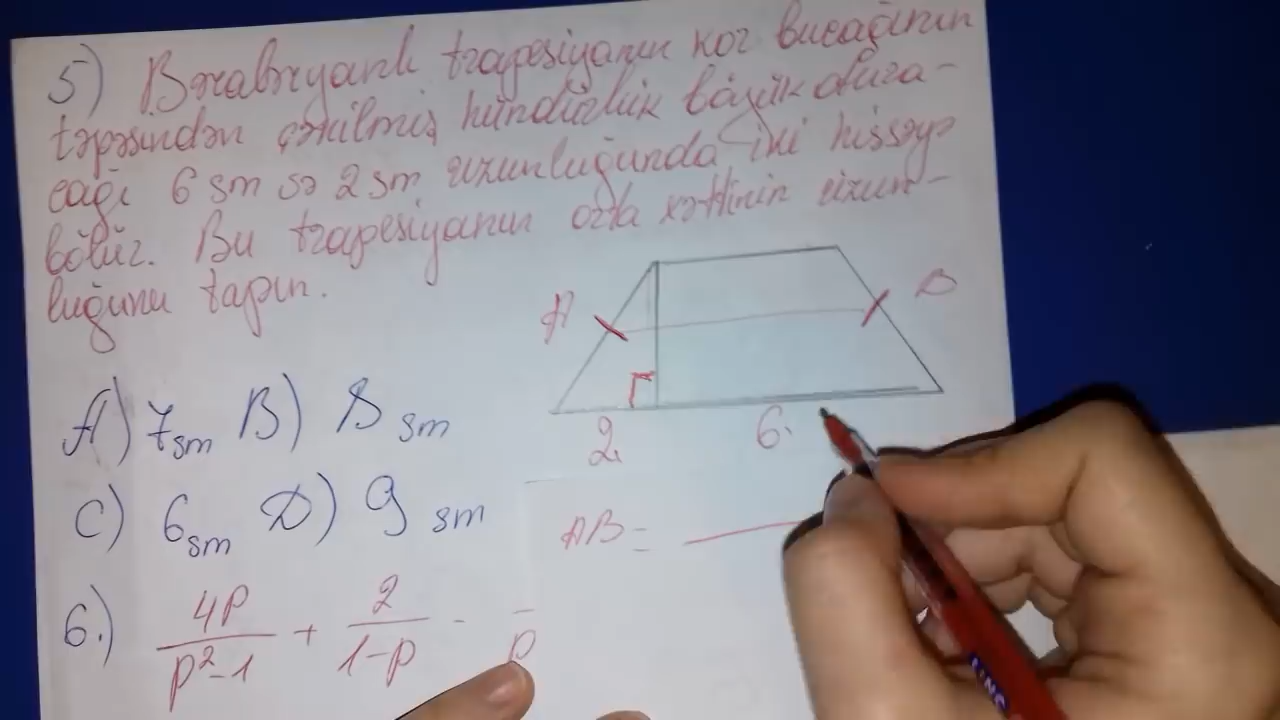 5) Bərabəryanlı trapesiyanın kor bucağının
təpəsindən çəkilmiş hündürlük böyük otura-
cağı 6 sm və 2 sm uzunluğunda iki hissəyə
bölür. Bu trapesiyanın orta xəttinin uzun-
luğunu tapın.
A B
2 6.
A) 7 sm B) 8 sm
C) 6 sm D) 9 sm
AB=
6.) 4p/(p²-1) + 2/(1-p) -
p